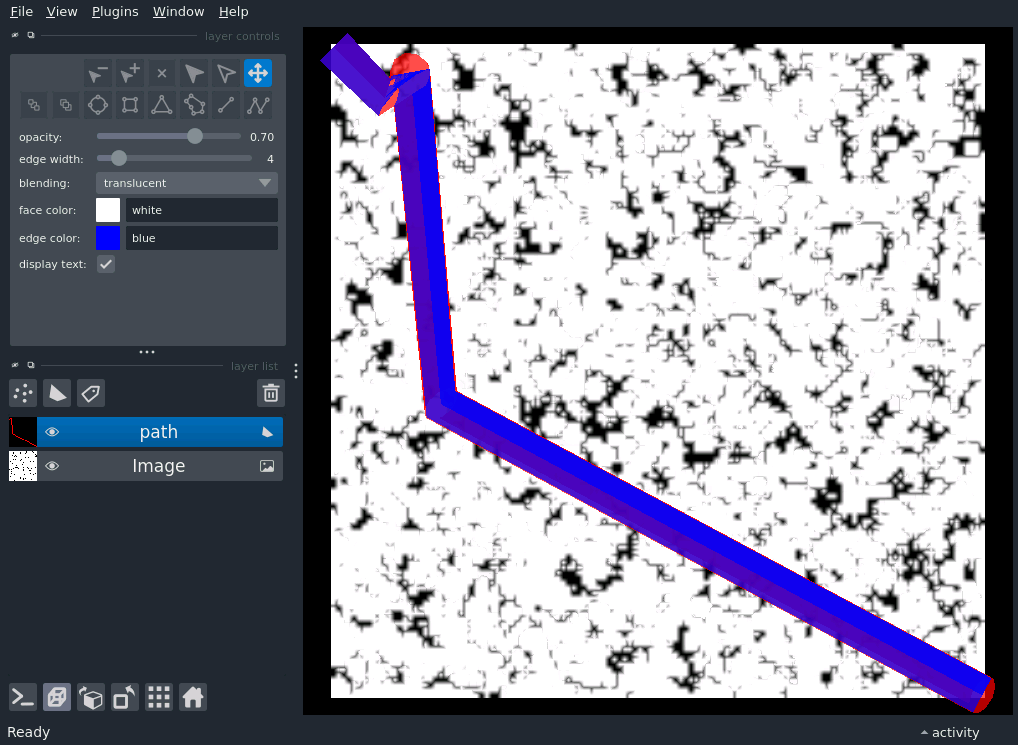 File View Plugins Window Help
layer controls
opacity: 0.70
edge width: 4
blending: translucent
face color: white
edge color: blue
display text:
layer list
path
Image
Ready activity